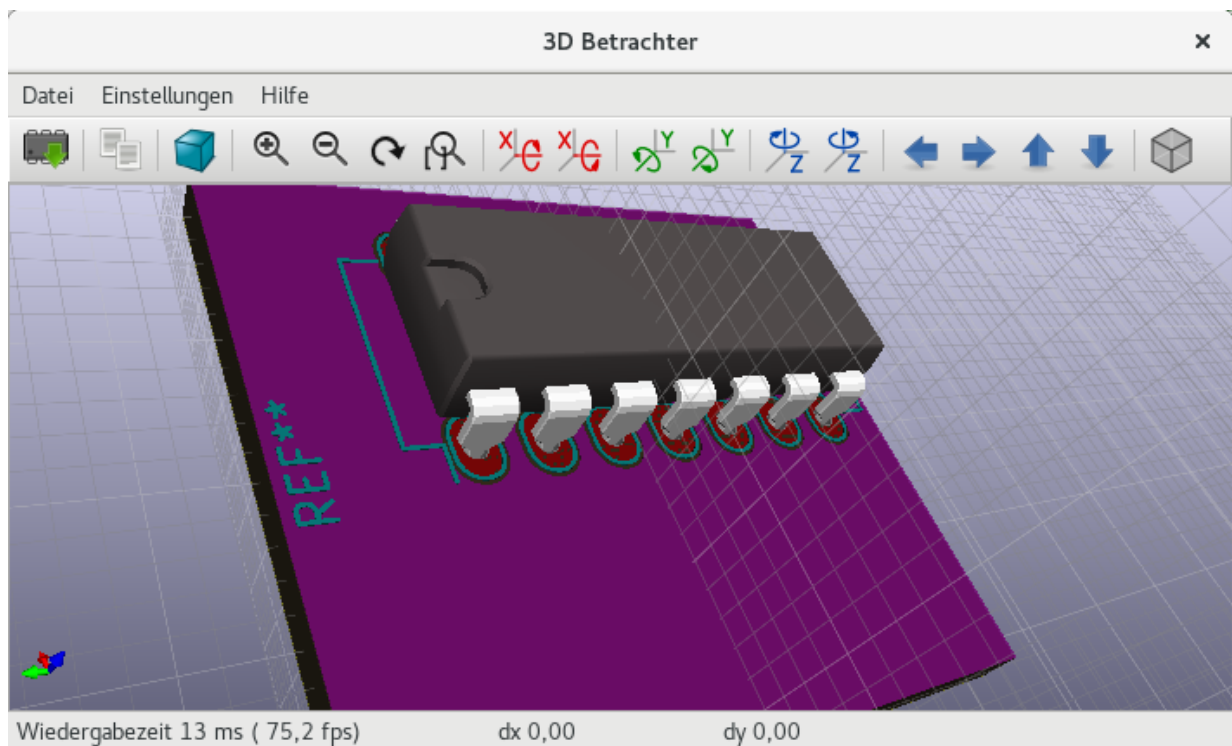 3D Betrachter ×
Datei Einstellungen Hilfe
X X Y Y Z Z
REF**
Wiedergabezeit 13 ms ( 75,2 fps) dx 0,00 dy 0,00